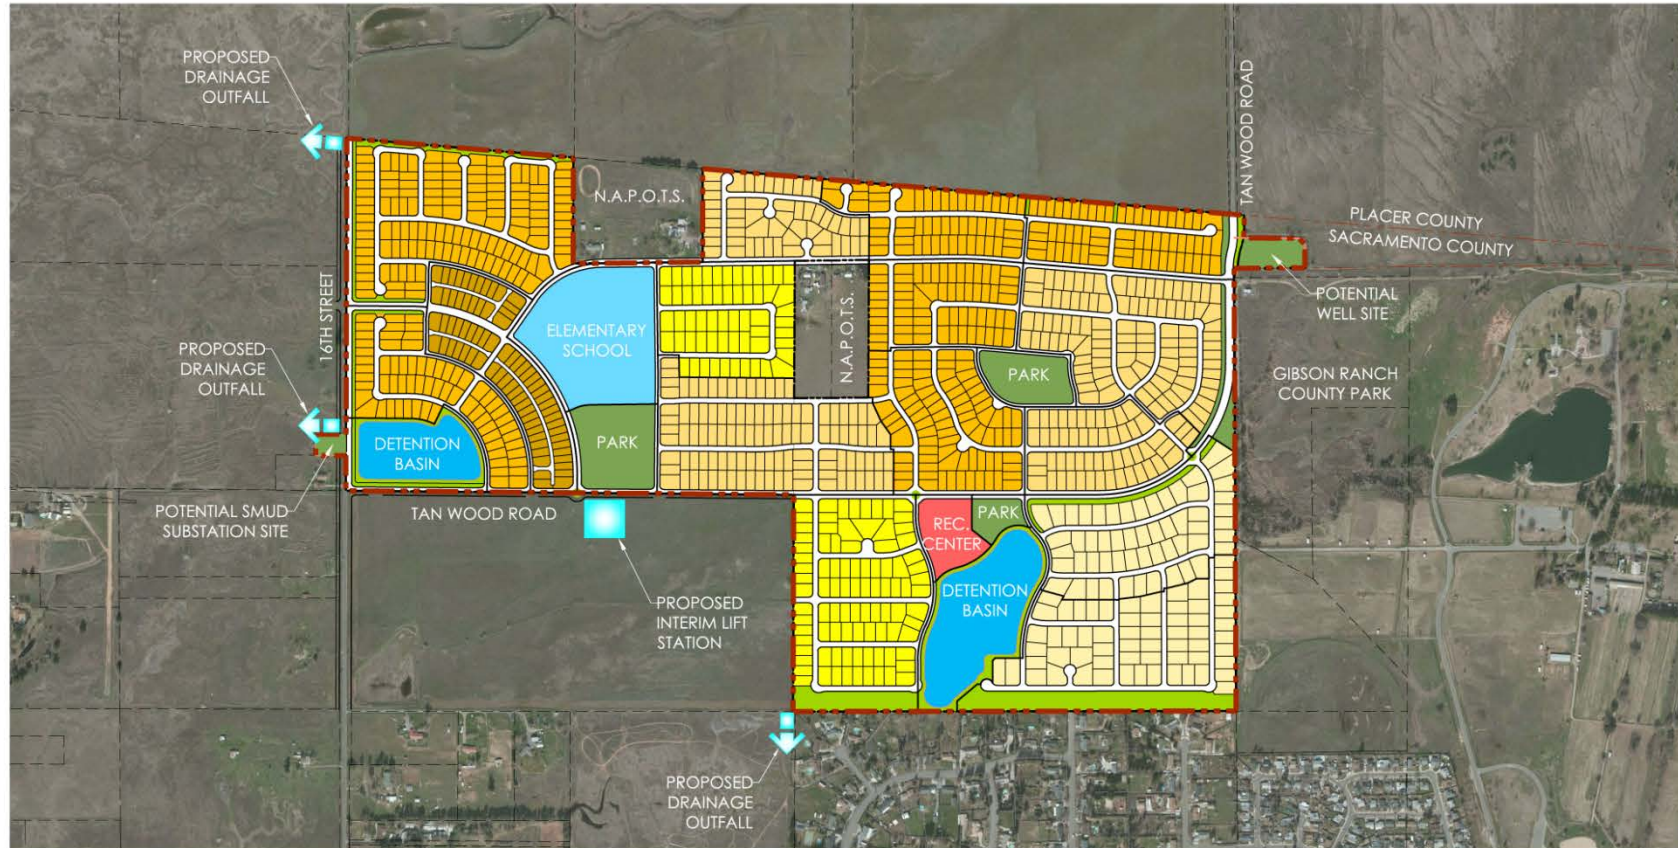 PROPOSED
DRAINAGE
OUTFALL
TAN WOOD ROAD
N.A.P.O.T.S.
PLACER COUNTY
SACRAMENTO COUNTY
POTENTIAL
WELL SITE
16TH STREET
ELEMENTARY
SCHOOL
N.A.P.O.T.S.
PROPOSED
DRAINAGE
OUTFALL
PARK
GIBSON RANCH
COUNTY PARK
DETENTION
BASIN
PARK
POTENTIAL SMUD
SUBSTATION SITE
TAN WOOD ROAD
REC.
CENTER
PARK
DETENTION
BASIN
PROPOSED
INTERIM LIFT
STATION
PROPOSED
DRAINAGE
OUTFALL